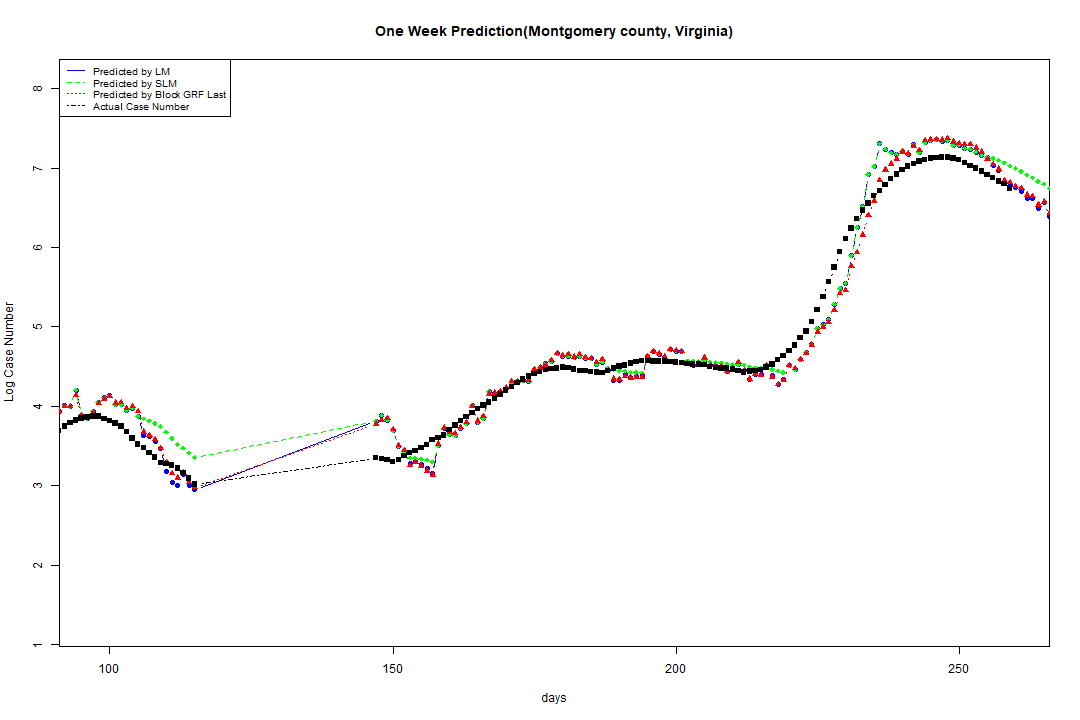 One Week Prediction(Montgomery county, Virginia)
Predicted by LM
Predicted by SLM
Predicted by Block GRF Last
Actual Case Number
8
7
6
5
4
3
2
1
Log Case Number
100 150 200 250
days